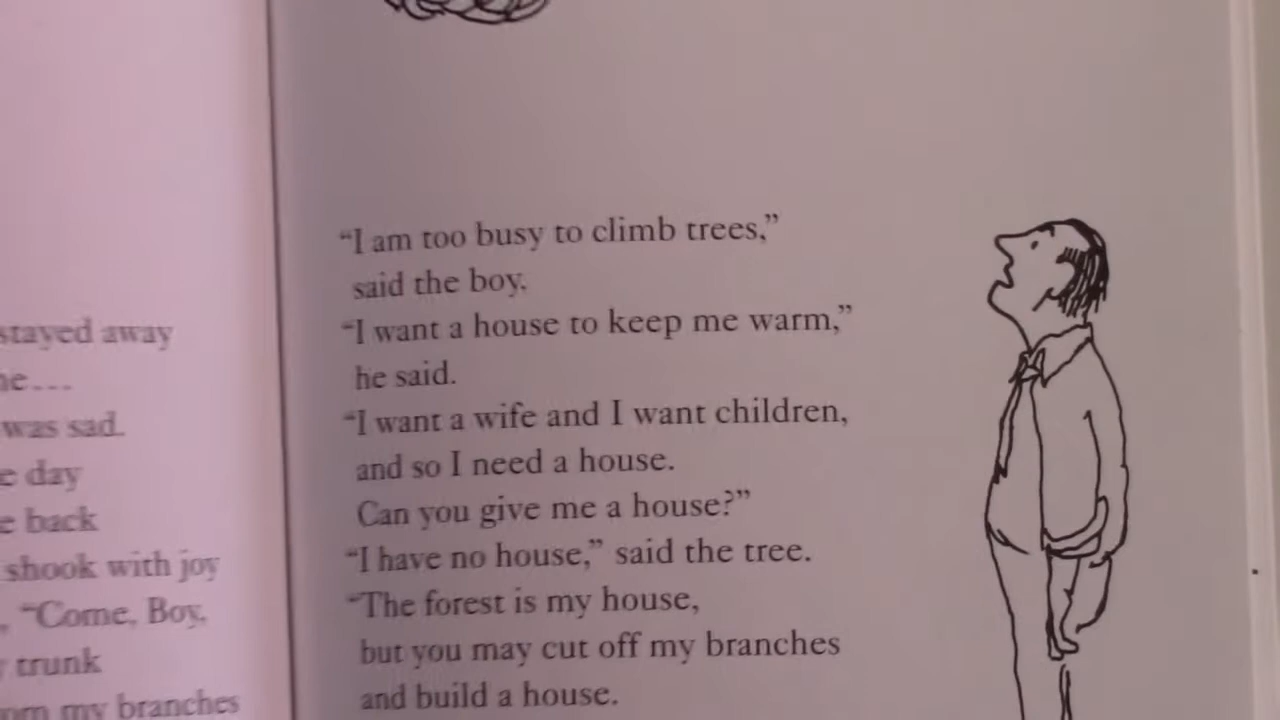 stayed away
was sad.
day
back
shook with joy
“Come, Boy,
trunk
my branches
“I am too busy to climb trees,”
said the boy.
“I want a house to keep me warm,”
he said.
“I want a wife and I want children,
and so I need a house.
Can you give me a house?”
“I have no house,” said the tree.
“The forest is my house,
but you may cut off my branches
and build a house.